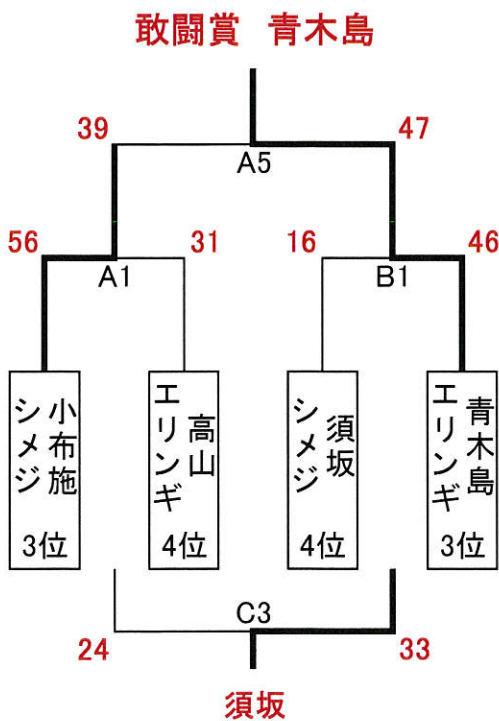 敢闘賞 青木島
39 47
A5
56 31 16 46
A1 B1
小布施
シメジ
3位
高山
エリンギ
4位
須坂
シメジ
4位
青木島
エリンギ
3位
C3
24 33
須坂